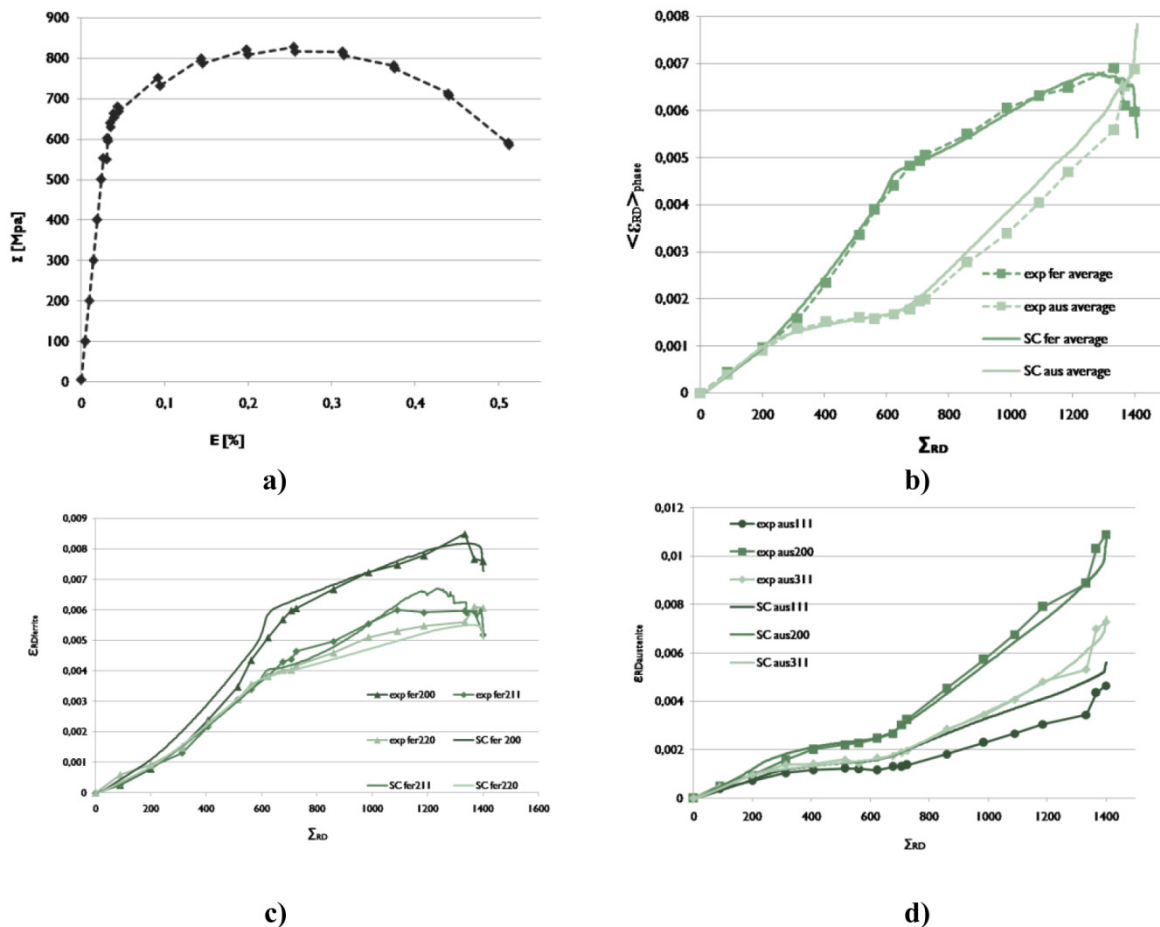 900
800
700
600
500
400
300
200
100
0
Σ [Mpa]
0 0,1 0,2 0,3 0,4 0,5
E [%]
a)
0,008
0,007
0,006
0,005
0,004
0,003
0,002
0,001
0
<ε_RD>_phase
exp fer average
exp aus average
SC fer average
SC aus average
0 200 400 600 800 1000 1200 1400
Σ_RD
b)
0,009
0,008
0,007
0,006
0,005
0,004
0,003
0,002
0,001
0
ε_RDferrite
exp fer200 exp fer211
exp fer220 SC fer 200
SC fer211 SC fer220
0 200 400 600 800 1000 1200 1400 1600
Σ_RD
c)
0,012
0,01
0,008
0,006
0,004
0,002
0
ε_RDaustenite
exp aus111
exp aus200
exp aus311
SC aus111
SC aus200
SC aus311
0 200 400 600 800 1000 1200 1400
Σ_RD
d)